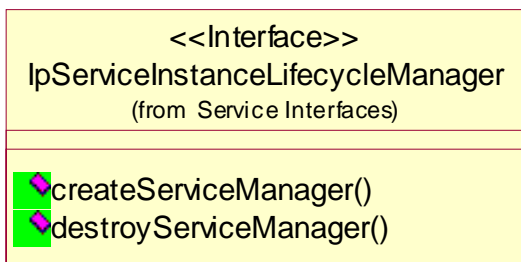 <<Interface>>
IpServiceInstanceLifecycleManager
(from Service Interfaces)
createServiceManager()
destroyServiceManager()